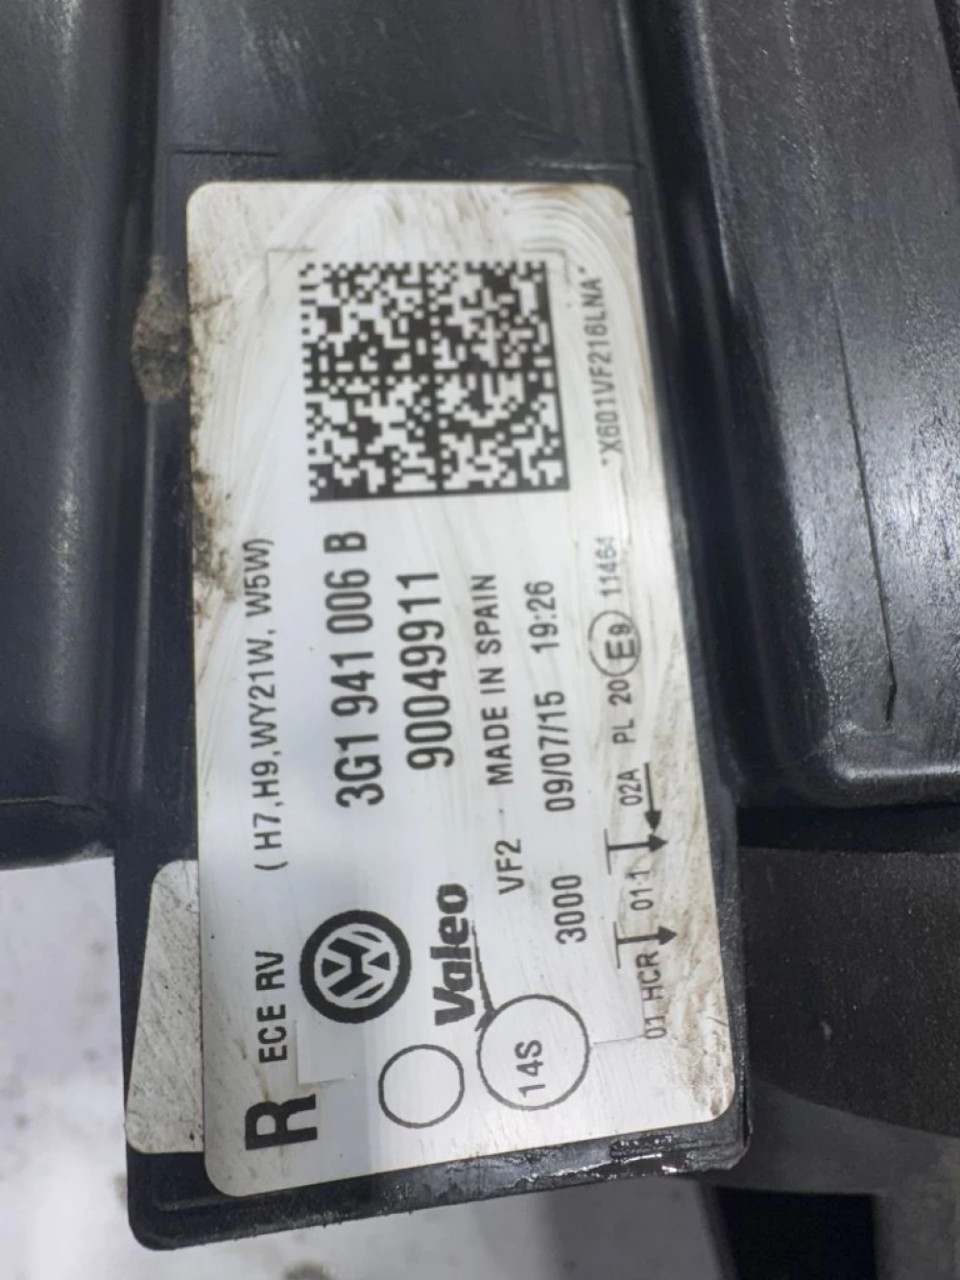 R ECE RV (H7,H9,WY21W, W5W)
3G1 941 006 B
Valeo 90049911
VF2 MADE IN SPAIN
14S
3000 09/07/15 19:26
*X601VF216LNA*
01 HCR 01 1 02A PL 20 E9 11464